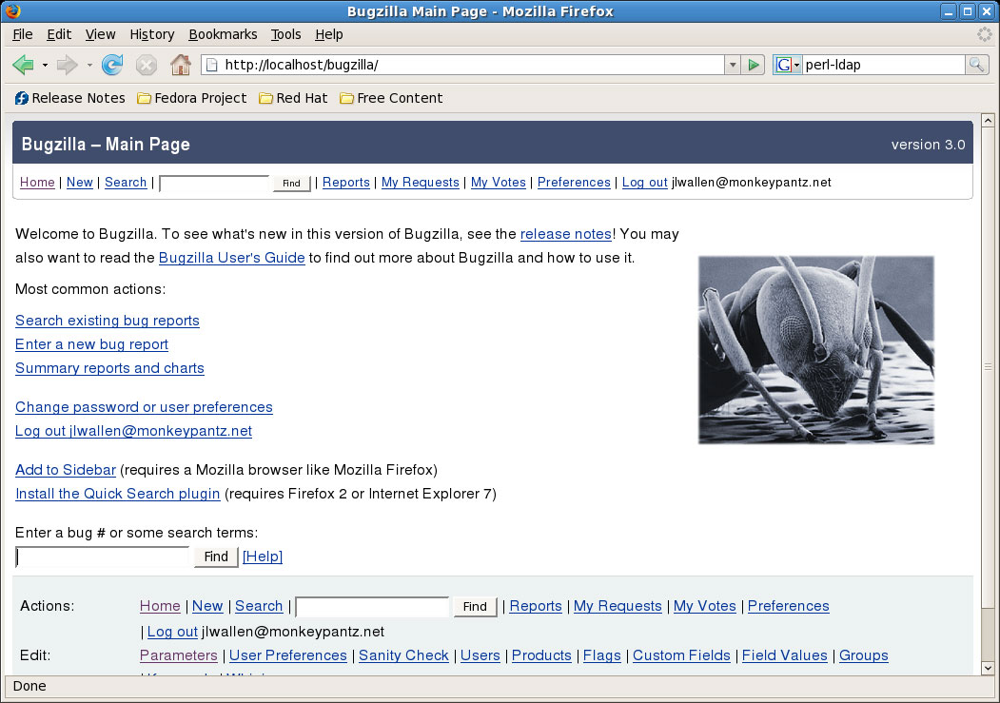 Bugzilla Main Page - Mozilla Firefox
File Edit View History Bookmarks Tools Help
http://localhost/bugzilla/ G perl-ldap
Release Notes Fedora Project Red Hat Free Content
Bugzilla – Main Page version 3.0
Home | New | Search | Find | Reports | My Requests | My Votes | Preferences | Log out jlwallen@monkeypantz.net
Welcome to Bugzilla. To see what's new in this version of Bugzilla, see the release notes! You may
also want to read the Bugzilla User's Guide to find out more about Bugzilla and how to use it.
Most common actions:
Search existing bug reports
Enter a new bug report
Summary reports and charts
Change password or user preferences
Log out jlwallen@monkeypantz.net
Add to Sidebar (requires a Mozilla browser like Mozilla Firefox)
Install the Quick Search plugin (requires Firefox 2 or Internet Explorer 7)
Enter a bug # or some search terms:
Find [Help]
Actions: Home | New | Search | Find | Reports | My Requests | My Votes | Preferences
| Log out jlwallen@monkeypantz.net
Edit: Parameters | User Preferences | Sanity Check | Users | Products | Flags | Custom Fields | Field Values | Groups
Done